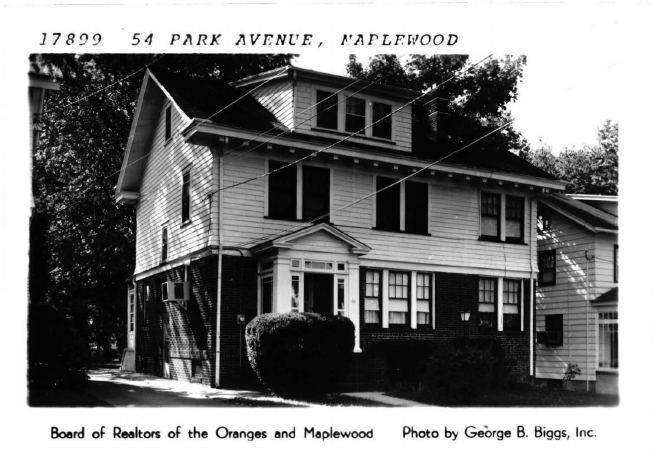 17899 54 PARK AVENUE, MAPLEWOOD
Board of Realtors of the Oranges and Maplewood Photo by George B. Biggs, Inc.